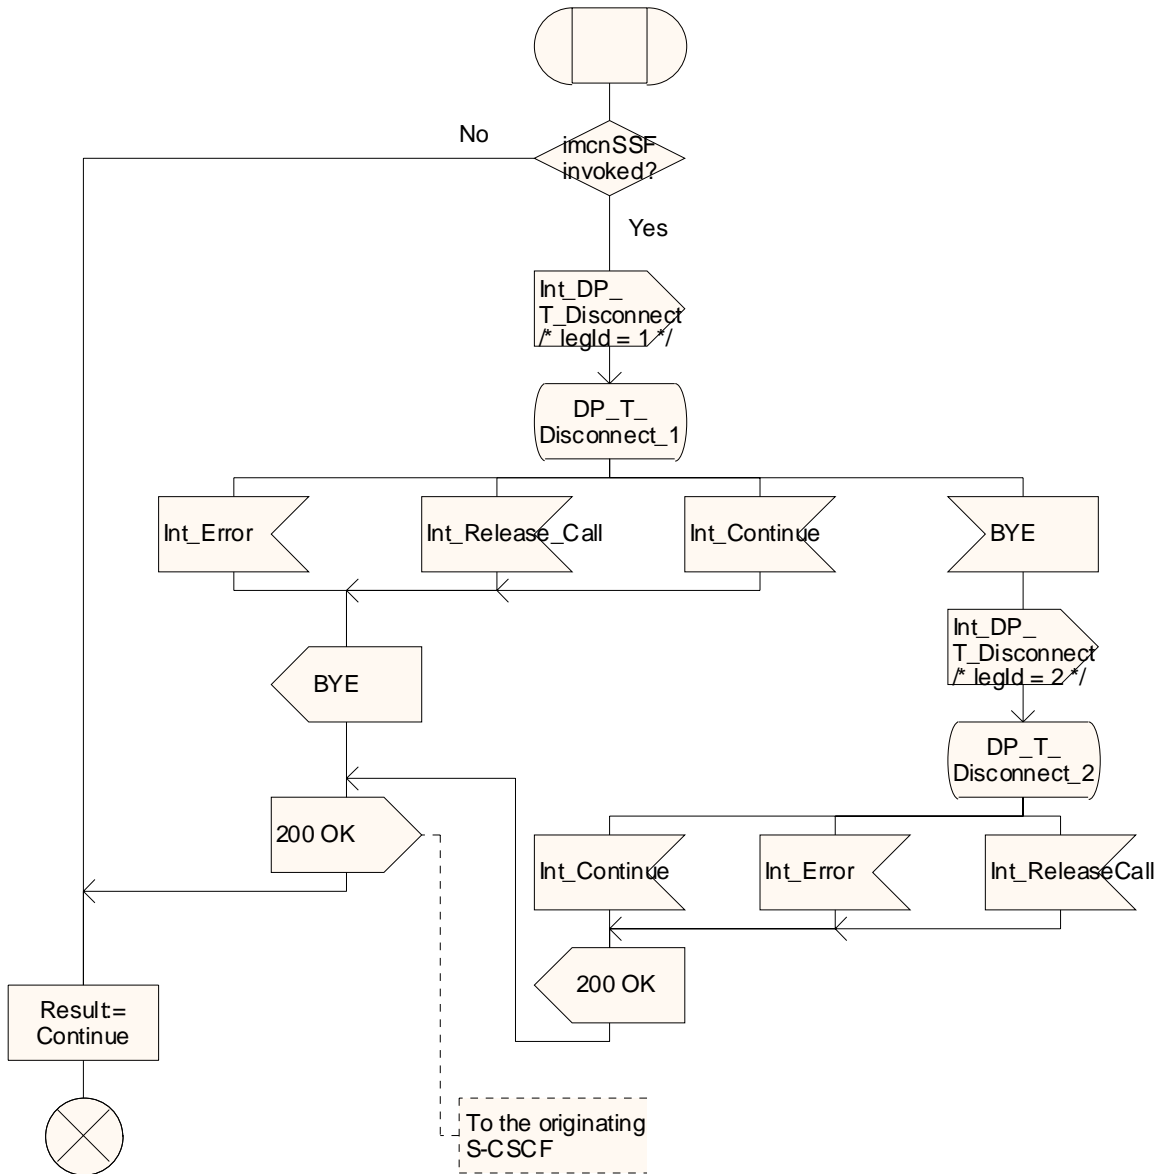 No
imcnSSF
invoked?
Yes
Int_DP_
T_Disconnect
/* legId = 1 */
DP_T_
Disconnect_1
Int_Error
Int_Release_Call
Int_Continue
BYE
Int_DP_
T_Disconnect
/* legId = 2 */
BYE
DP_T_
Disconnect_2
200 OK
Int_Continue
Int_Error
Int_ReleaseCall
200 OK
Result:=
Continue
To the originating
S-CSCF